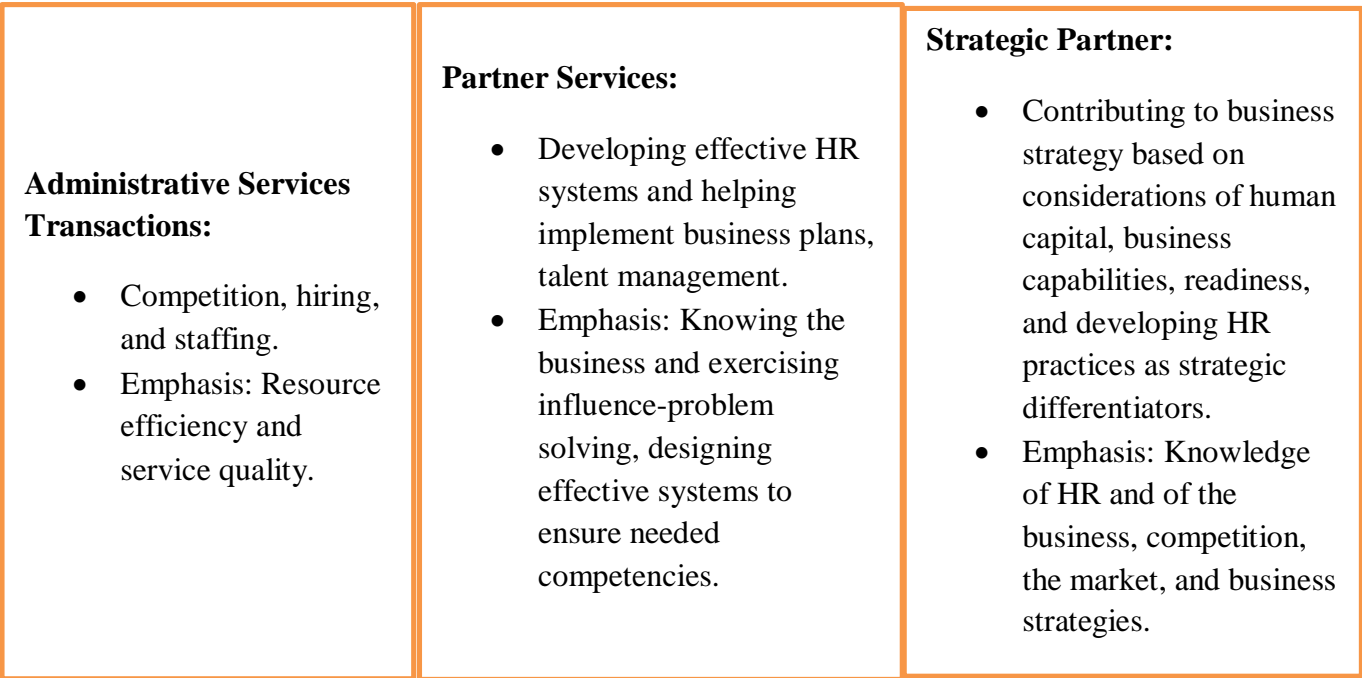 Administrative Services
Transactions:
• Competition, hiring,
and staffing.
• Emphasis: Resource
efficiency and
service quality.
Partner Services:
• Developing effective HR
systems and helping
implement business plans,
talent management.
• Emphasis: Knowing the
business and exercising
influence-problem
solving, designing
effective systems to
ensure needed
competencies.
Strategic Partner:
• Contributing to business
strategy based on
considerations of human
capital, business
capabilities, readiness,
and developing HR
practices as strategic
differentiators.
• Emphasis: Knowledge
of HR and of the
business, competition,
the market, and business
strategies.